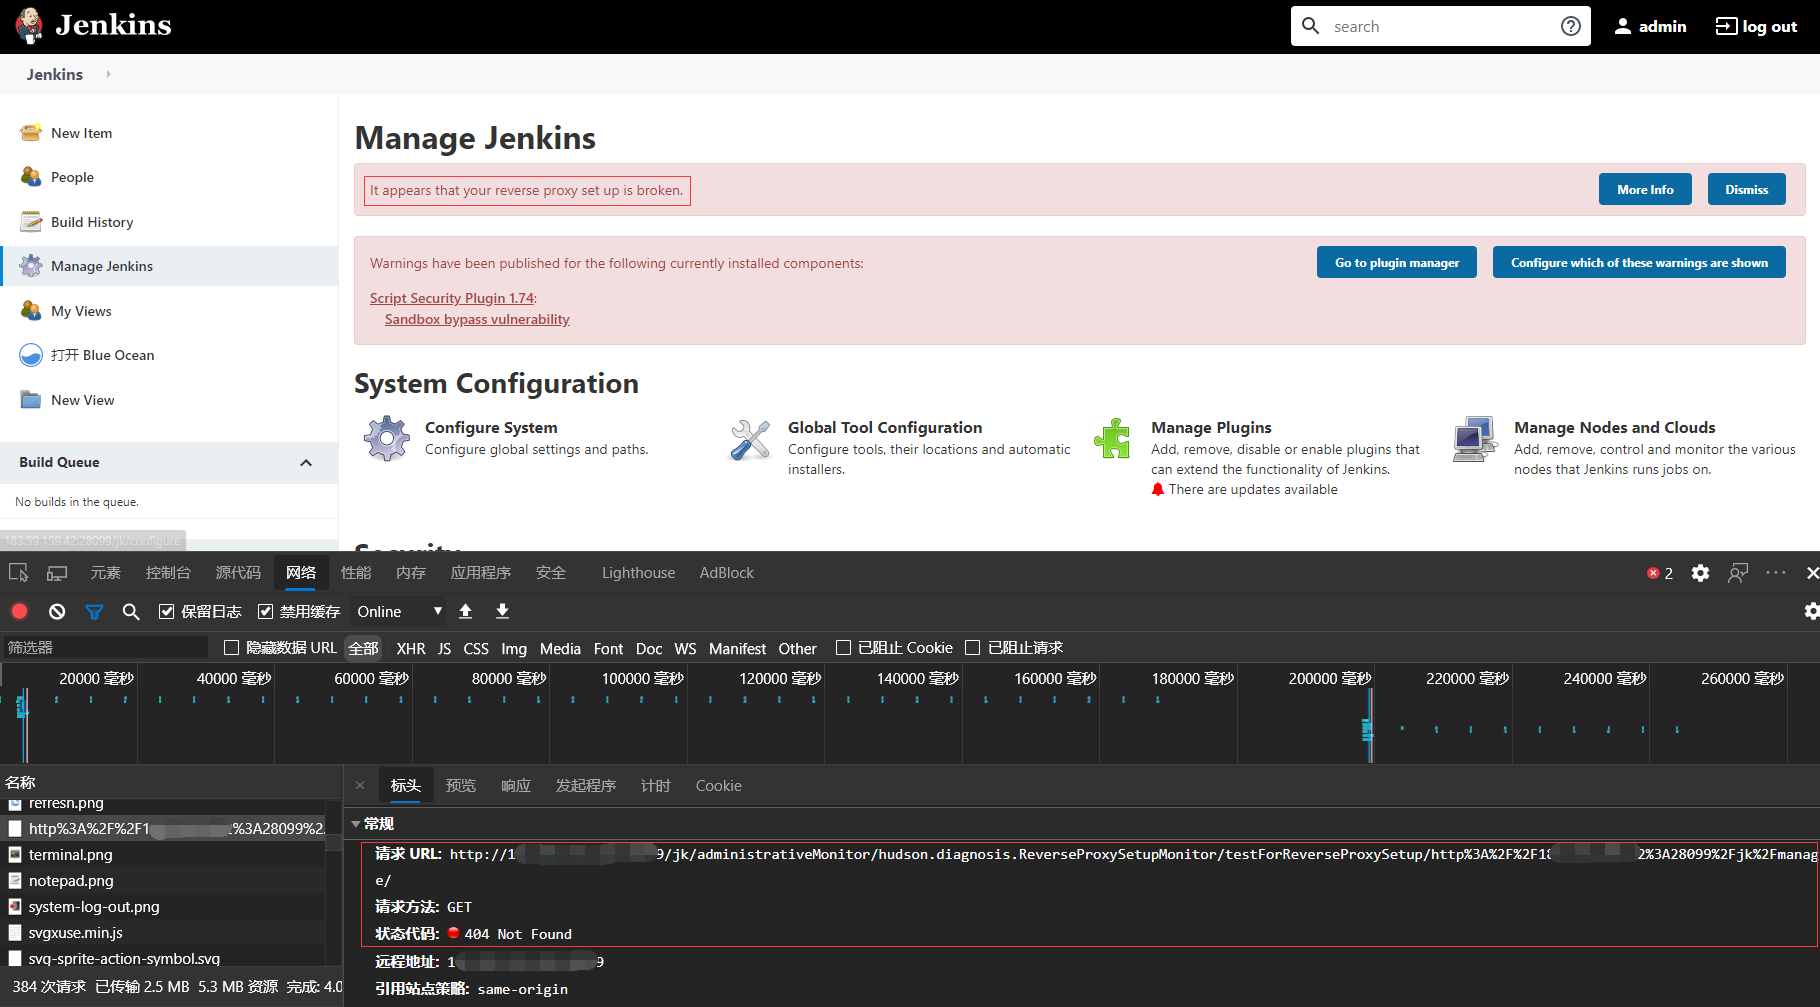 Jenkins
search
admin
log out
Jenkins
New Item
People
Build History
Manage Jenkins
My Views
打开 Blue Ocean
New View
Build Queue
No builds in the queue.
183.59.159.42:28099/jk/configure
Manage Jenkins
It appears that your reverse proxy set up is broken.
More Info
Dismiss
Warnings have been published for the following currently installed components:
Go to plugin manager
Configure which of these warnings are shown
Script Security Plugin 1.74:
Sandbox bypass vulnerability
System Configuration
Configure System
Configure global settings and paths.
Global Tool Configuration
Configure tools, their locations and automatic
installers.
Manage Plugins
Add, remove, disable or enable plugins that
can extend the functionality of Jenkins.
There are updates available
Manage Nodes and Clouds
Add, remove, control and monitor the various
nodes that Jenkins runs jobs on.
Security
元素 控制台 源代码 网络 性能 内存 应用程序 安全 Lighthouse AdBlock
2
保留日志 禁用缓存 Online
筛选器 隐藏数据 URL 全部 XHR JS CSS Img Media Font Doc WS Manifest Other 已阻止 Cookie 已阻止请求
20000 毫秒 40000 毫秒 60000 毫秒 80000 毫秒 100000 毫秒 120000 毫秒 140000 毫秒 160000 毫秒 180000 毫秒 200000 毫秒 220000 毫秒 240000 毫秒 260000 毫秒
名称
refresh.png
http%3A%2F%2F1 %3A28099%2
terminal.png
notepad.png
system-log-out.png
svgxuse.min.js
svg-sprite-action-symbol.svg
384 次请求 已传输 2.5 MB 5.3 MB 资源 完成: 4.0
标头 预览 响应 发起程序 计时 Cookie
常规
请求 URL: http://1 9/jk/administrativeMonitor/hudson.diagnosis.ReverseProxySetupMonitor/testForReverseProxySetup/http%3A%2F%2F18 2%3A28099%2Fjk%2Fmanag
e/
请求方法: GET
状态代码: 404 Not Found
远程地址: 1 9
引用站点策略: same-origin